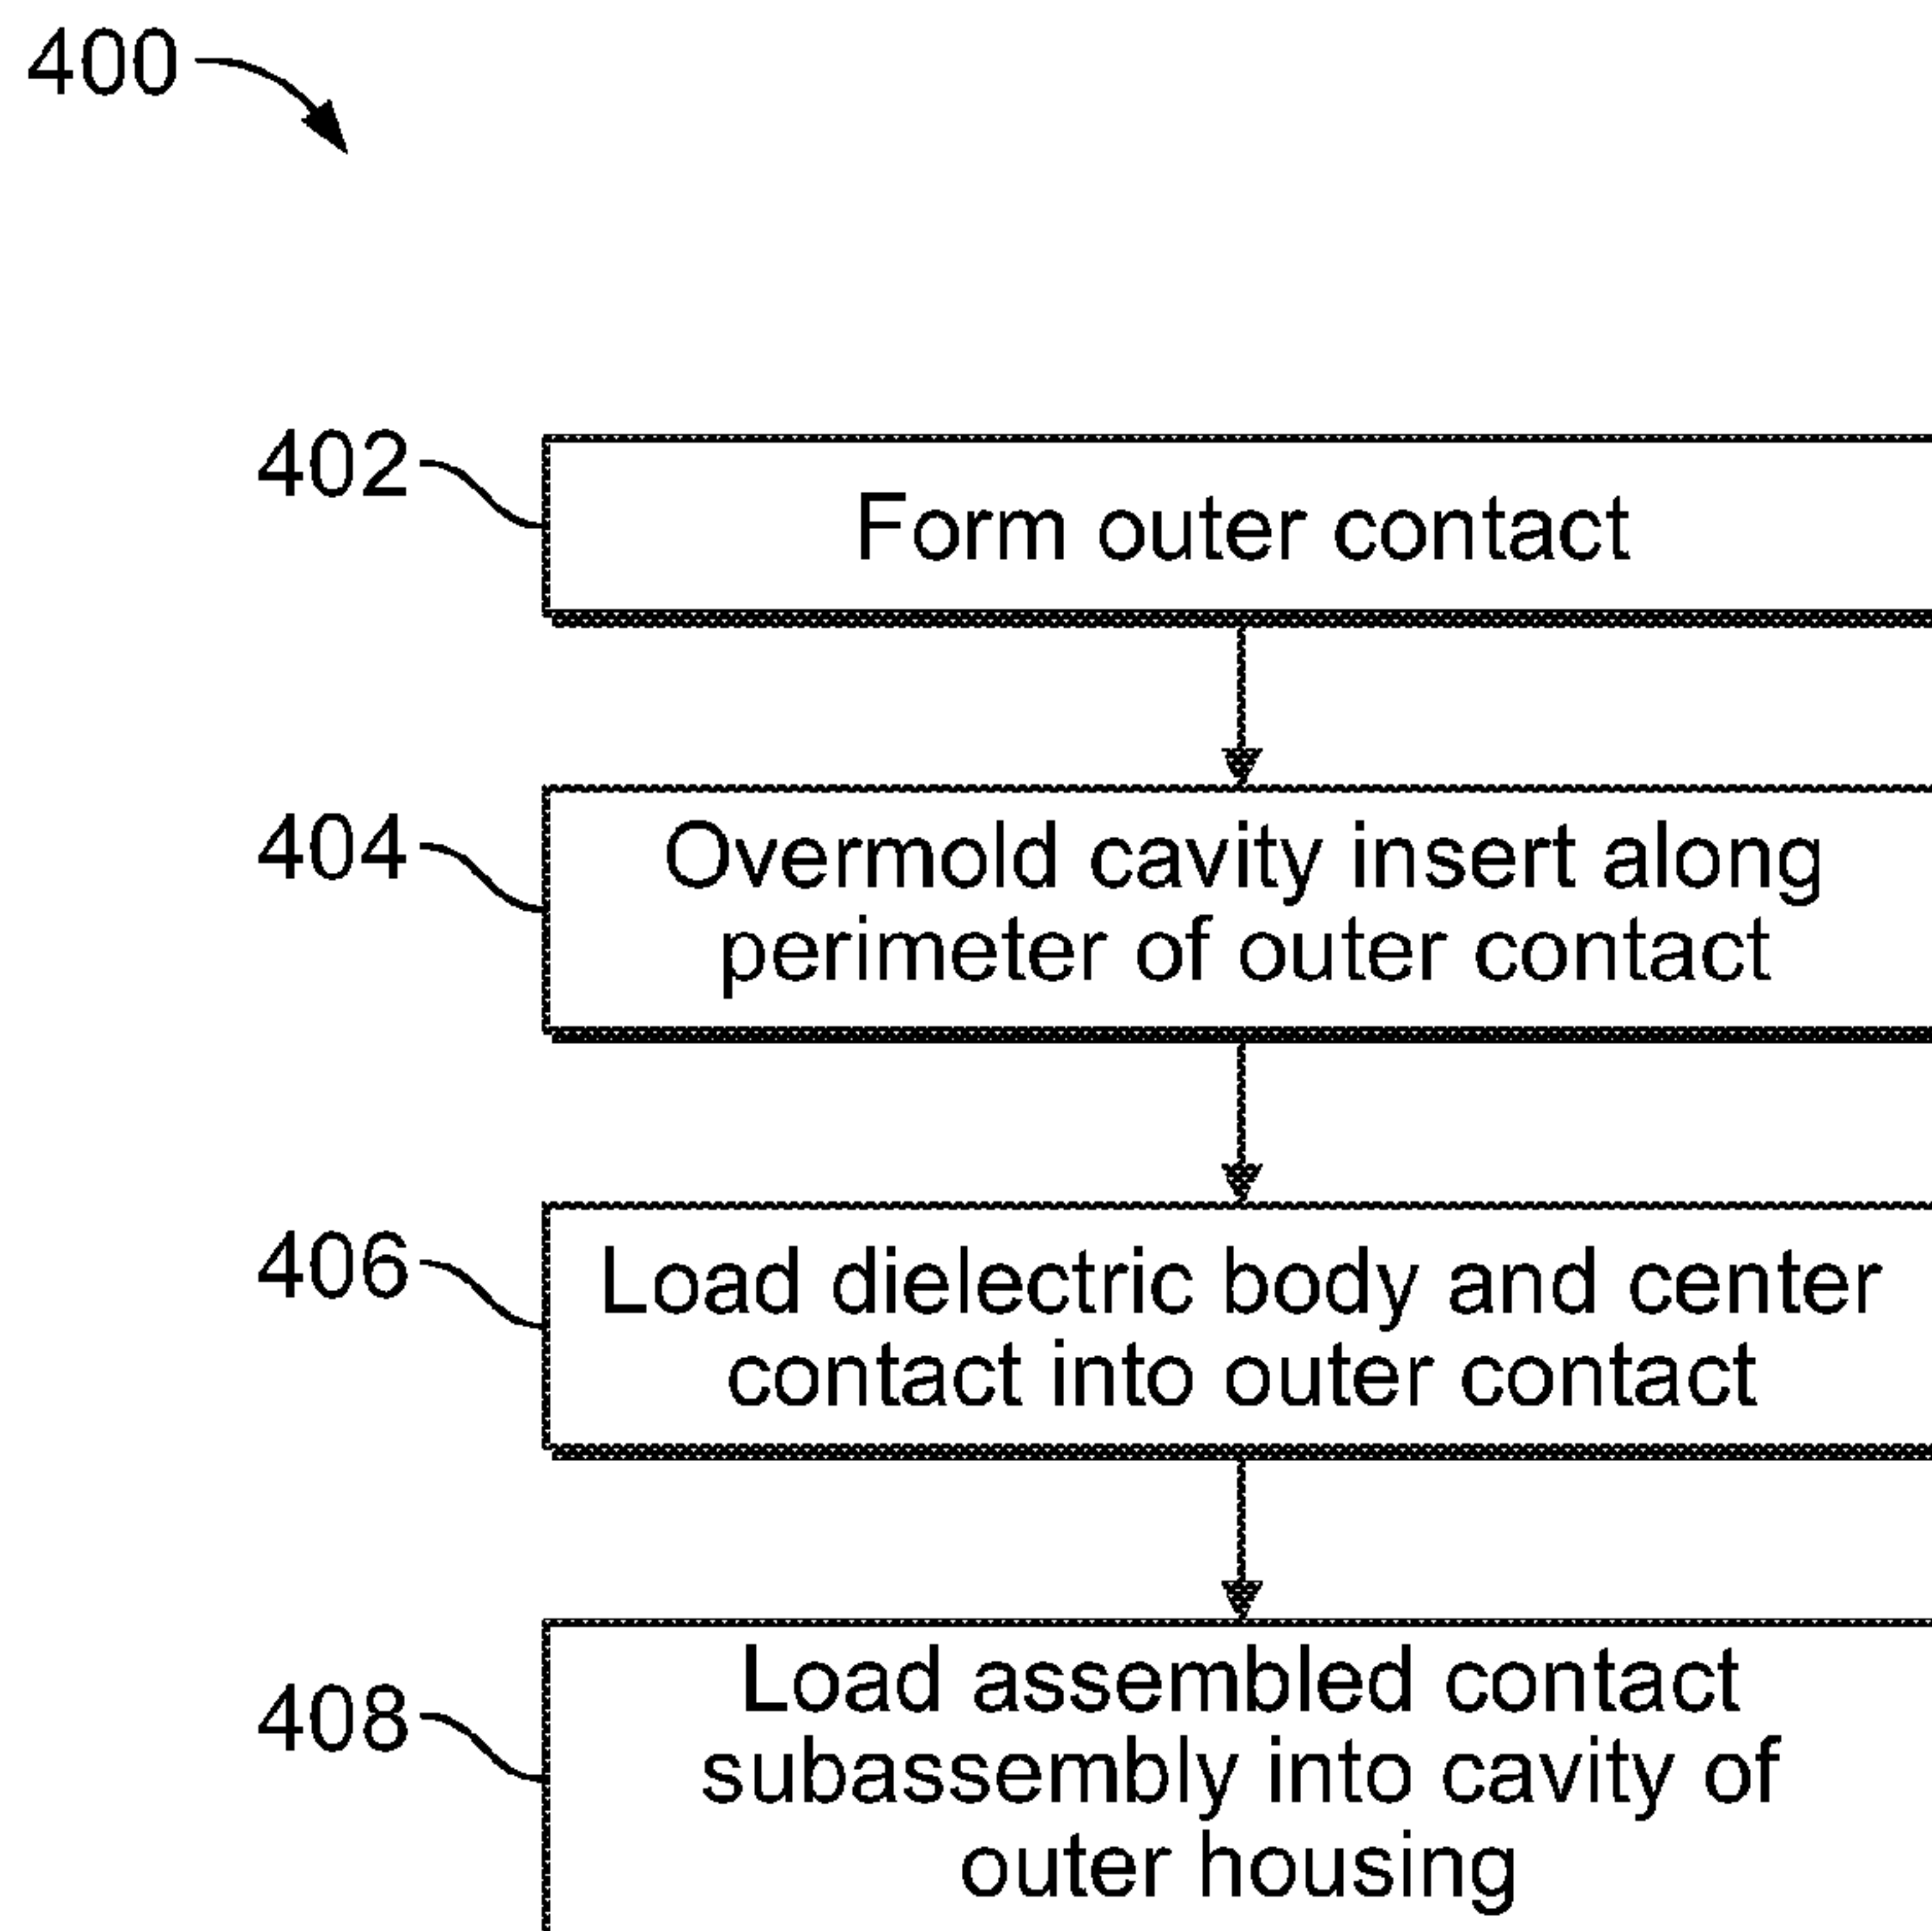 400
402
Form outer contact
404
Overmold cavity insert along
perimeter of outer contact
406
Load dielectric body and center
contact into outer contact
408
Load assembled contact
subassembly into cavity of
outer housing